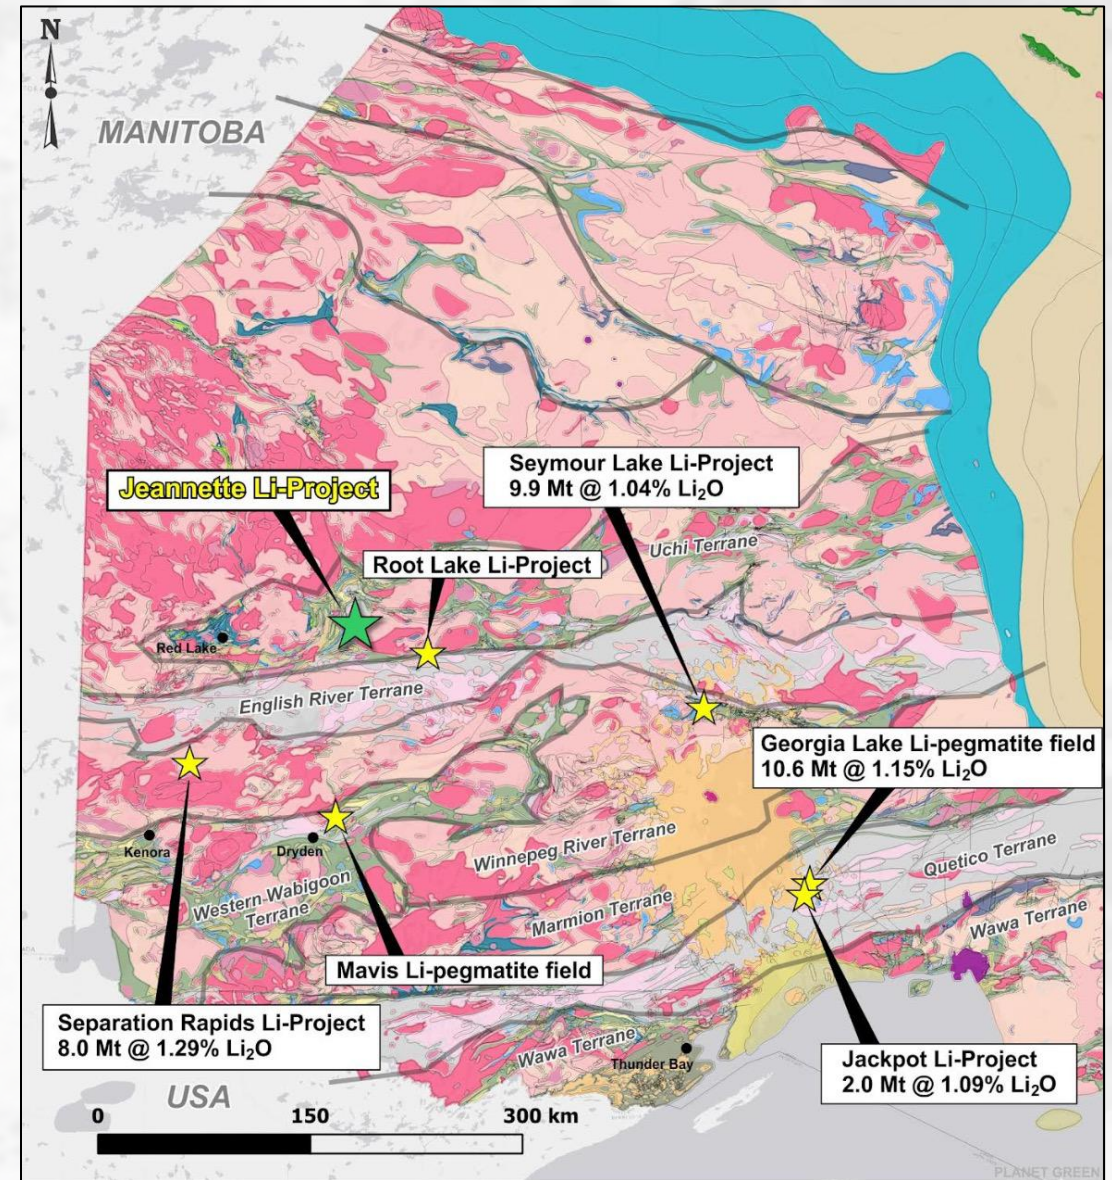 N
MANITOBA
Jeannette Li-Project
Seymour Lake Li-Project
9.9 Mt @ 1.04% Li₂O
Uchi Terrane
Root Lake Li-Project
Red Lake
English River Terrane
Georgia Lake Li-pegmatite field
10.6 Mt @ 1.15% Li₂O
Kenora
Dryden
Winnepeg River Terrane
Quetico Terrane
Western-Wabigoon
Terrane
Marmion Terrane
Wawa Terrane
Mavis Li-pegmatite field
Separation Rapids Li-Project
8.0 Mt @ 1.29% Li₂O
Wawa Terrane
Thunder Bay
Jackpot Li-Project
2.0 Mt @ 1.09% Li₂O
USA
0 150 300 km
PLANET GREEN